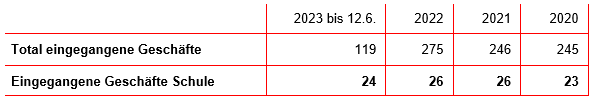 2023 bis 12.6. 2022 2021 2020
Total eingegangene Geschäfte 119 275 246 245
Eingegangene Geschäfte Schule 24 26 26 23